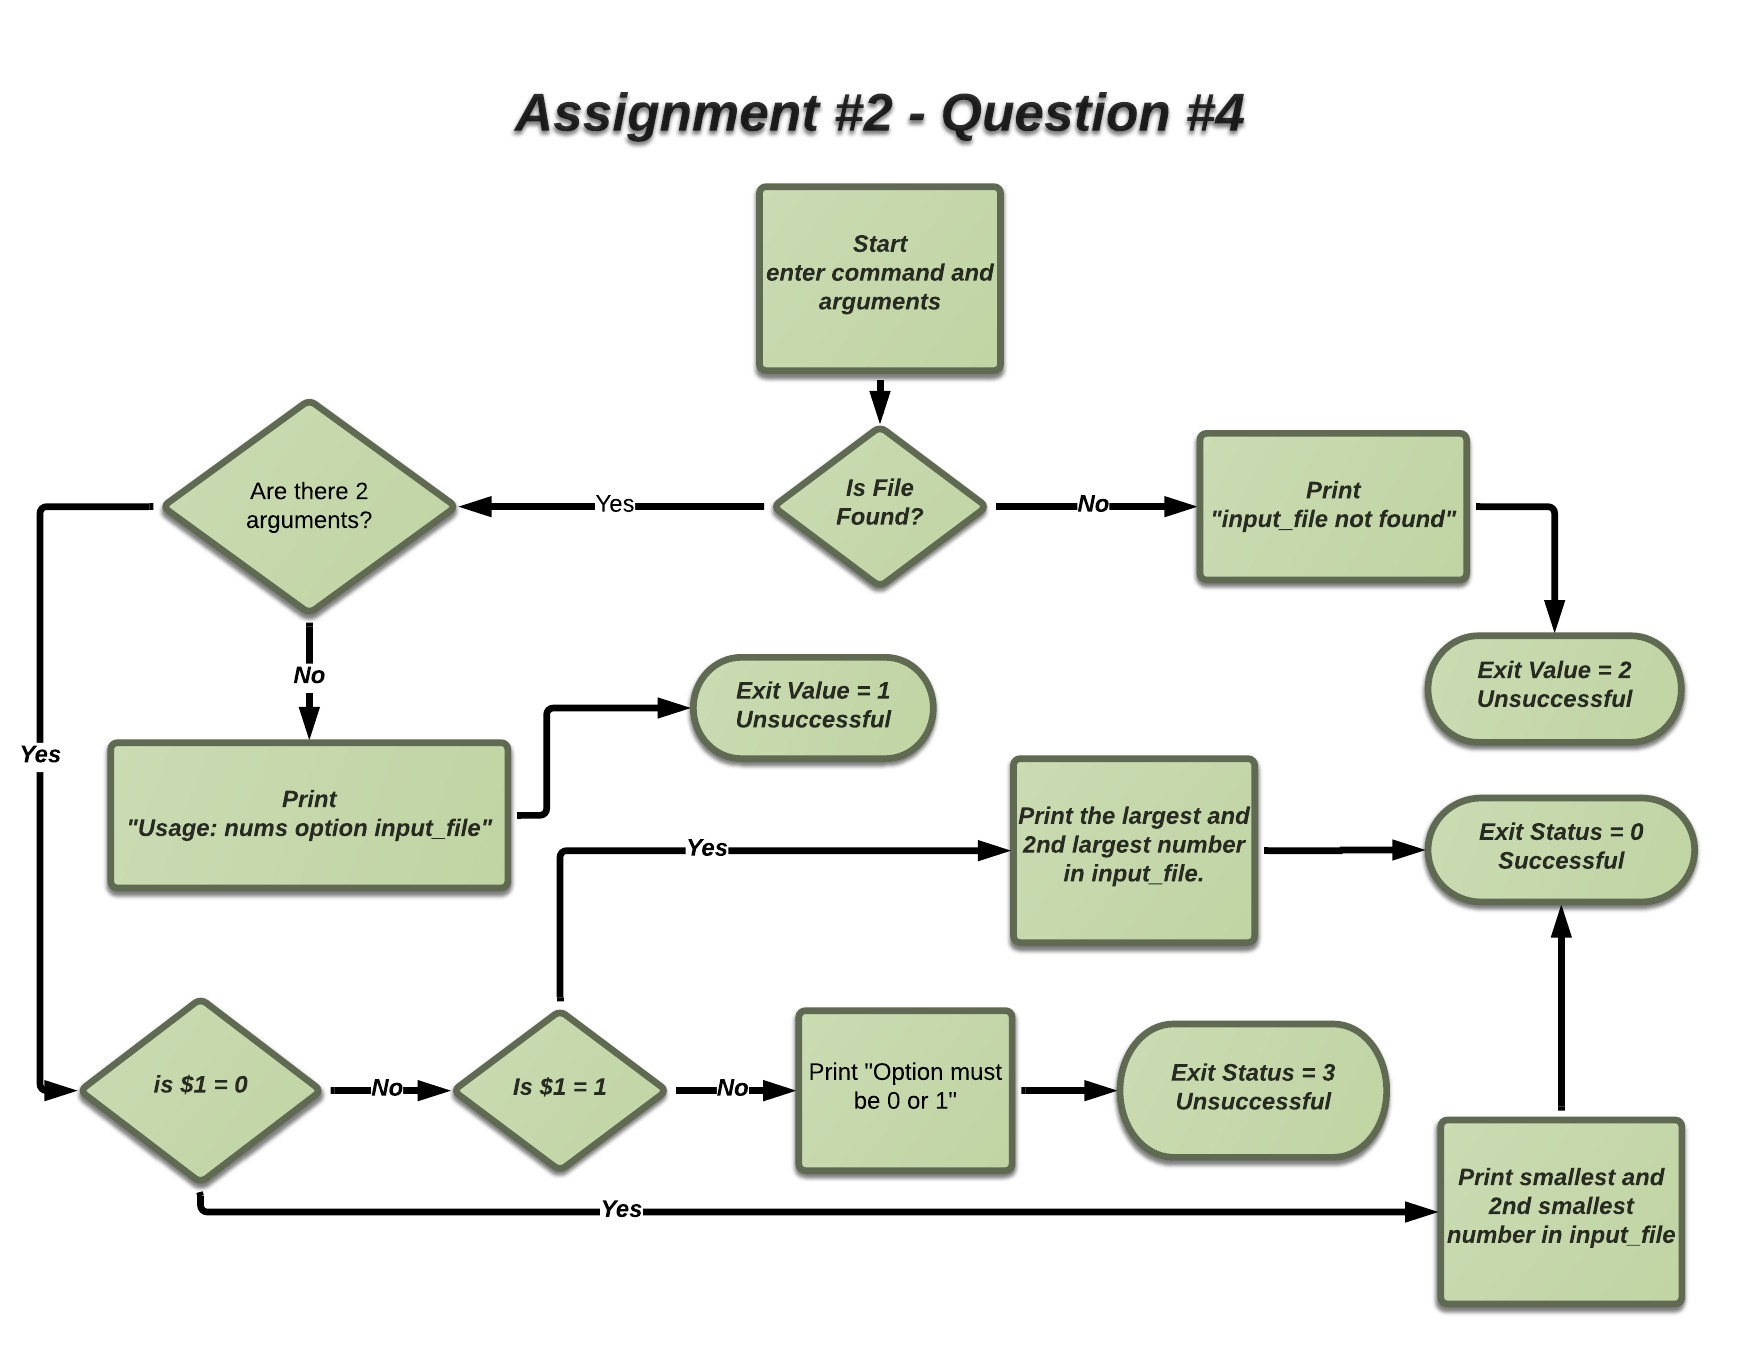 Assignment #2 - Question #4
Start
enter command and
arguments
Are there 2
arguments?
Yes
Is File
Found?
No
Print
"input_file not found"
No
Exit Value = 1
Unsuccessful
Exit Value = 2
Unsuccessful
Yes
Print
"Usage: nums option input_file"
Yes
Print the largest and
2nd largest number
in input_file.
Exit Status = 0
Successful
is $1 = 0
No
Is $1 = 1
No
Print "Option must
be 0 or 1"
Exit Status = 3
Unsuccessful
Yes
Print smallest and
2nd smallest
number in input_file